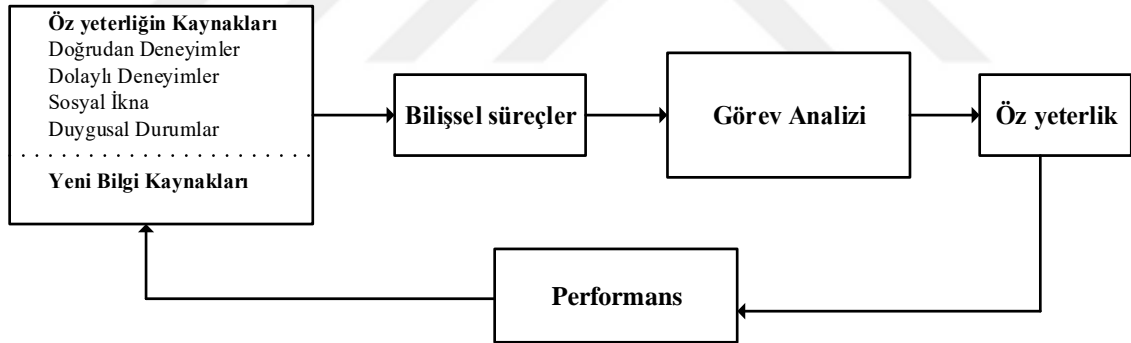 Öz yeterliğin Kaynakları
Doğrudan Deneyimler
Dolaylı Deneyimler
Sosyal İkna
Duygusal Durumlar
Yeni Bilgi Kaynakları
Bilişsel süreçler
Görev Analizi
Öz yeterlik
Performans